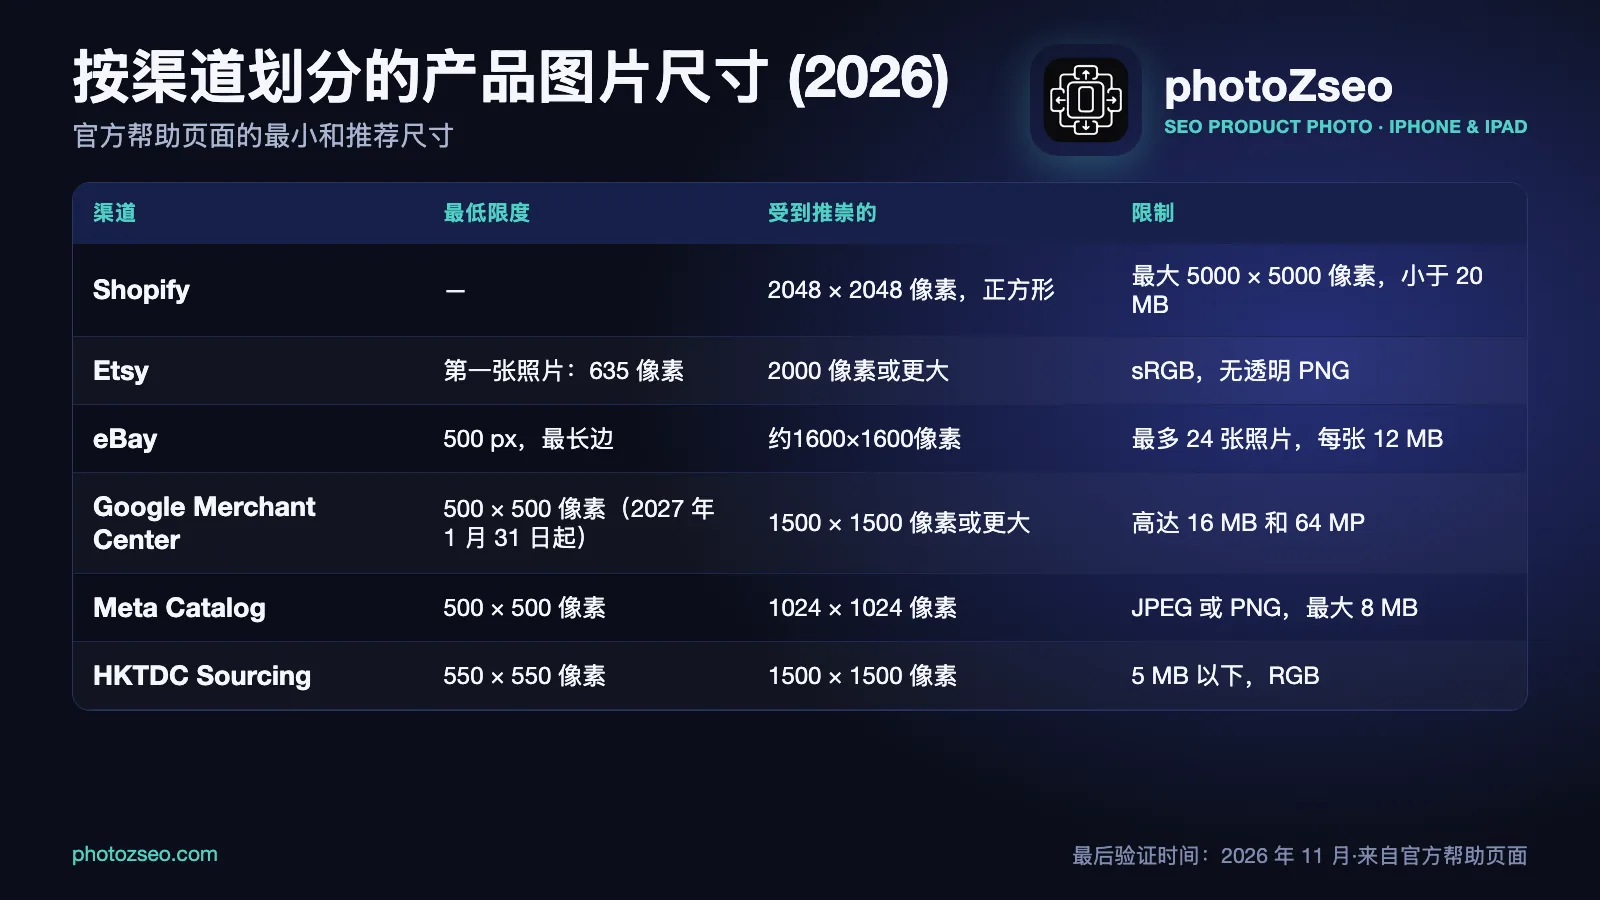 按渠道划分的产品图片尺寸 (2026)
官方帮助页面的最小和推荐尺寸
photoZseo
SEO PRODUCT PHOTO · IPHONE & IPAD
渠道 最低限度 受到推崇的 限制
Shopify — 2048 × 2048 像素，正方形 最大 5000 × 5000 像素，小于 20
MB
Etsy 第一张照片：635 像素 2000 像素或更大 sRGB，无透明 PNG
eBay 500 px，最长边 约1600×1600像素 最多 24 张照片，每张 12 MB
Google Merchant
Center
500 × 500 像素（2027 年
1 月 31 日起）
1500 × 1500 像素或更大
高达 16 MB 和 64 MP
Meta Catalog 500 × 500 像素 1024 × 1024 像素 JPEG 或 PNG，最大 8 MB
HKTDC Sourcing 550 × 550 像素 1500 × 1500 像素 5 MB 以下，RGB
photozseo.com
最后验证时间：2026 年 11 月·来自官方帮助页面